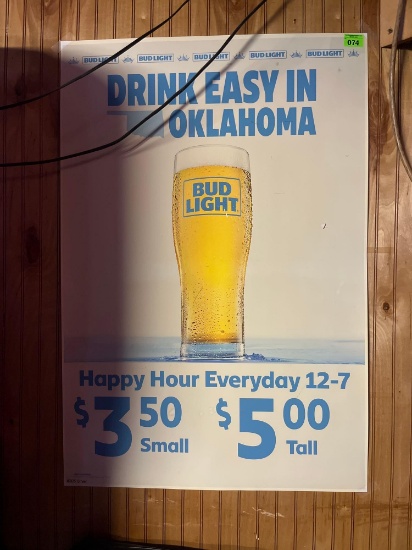 BUD LIGHT BUD LIGHT BUD LIGHT BUD LIGHT BUD LIGHT
074
DRINK EASY IN
OKLAHOMA
BUD
LIGHT
Happy Hour Everyday 12-7
$3.50 $5.00
Small Tall